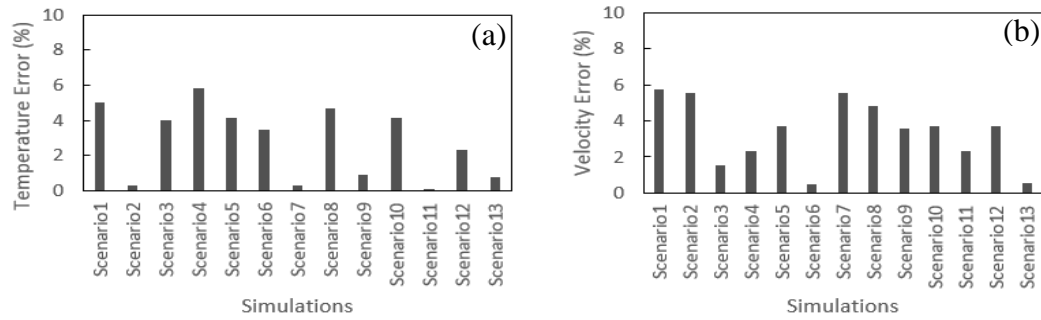 (a)
Temperature Error (%)
10
8
6
4
2
0
Scenario1
Scenario2
Scenario3
Scenario4
Scenario5
Scenario6
Scenario7
Scenario8
Scenario9
Scenario10
Scenario11
Scenario12
Scenario13
Simulations
(b)
Velocity Error (%)
10
8
6
4
2
0
Scenario1
Scenario2
Scenario3
Scenario4
Scenario5
Scenario6
Scenario7
Scenario8
Scenario9
Scenario10
Scenario11
Scenario12
Scenario13
Simulations